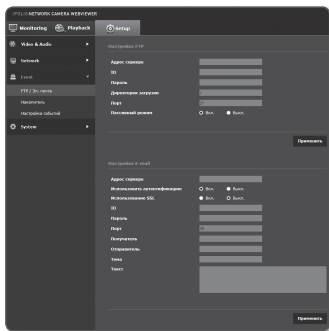 iPOLiS NETWORK CAMERA WEBVIEWER
Monitoring Playback Setup
Video & Audio
Network
Event
FTP / Эл. почта
Накопитель
Настройка событий
System
Настройка FTP
Адрес сервера
ID
Пароль
Директория загрузки
Порт
Пассивный режим Вкл. Выкл.
Применить
Настройка E-mail
Адрес сервера
Использовать аутентификацию Вкл. Выкл.
Использование SSL Вкл. Выкл.
ID
Пароль
Порт
Получатель
Отправитель
Тема
Текст
Применить